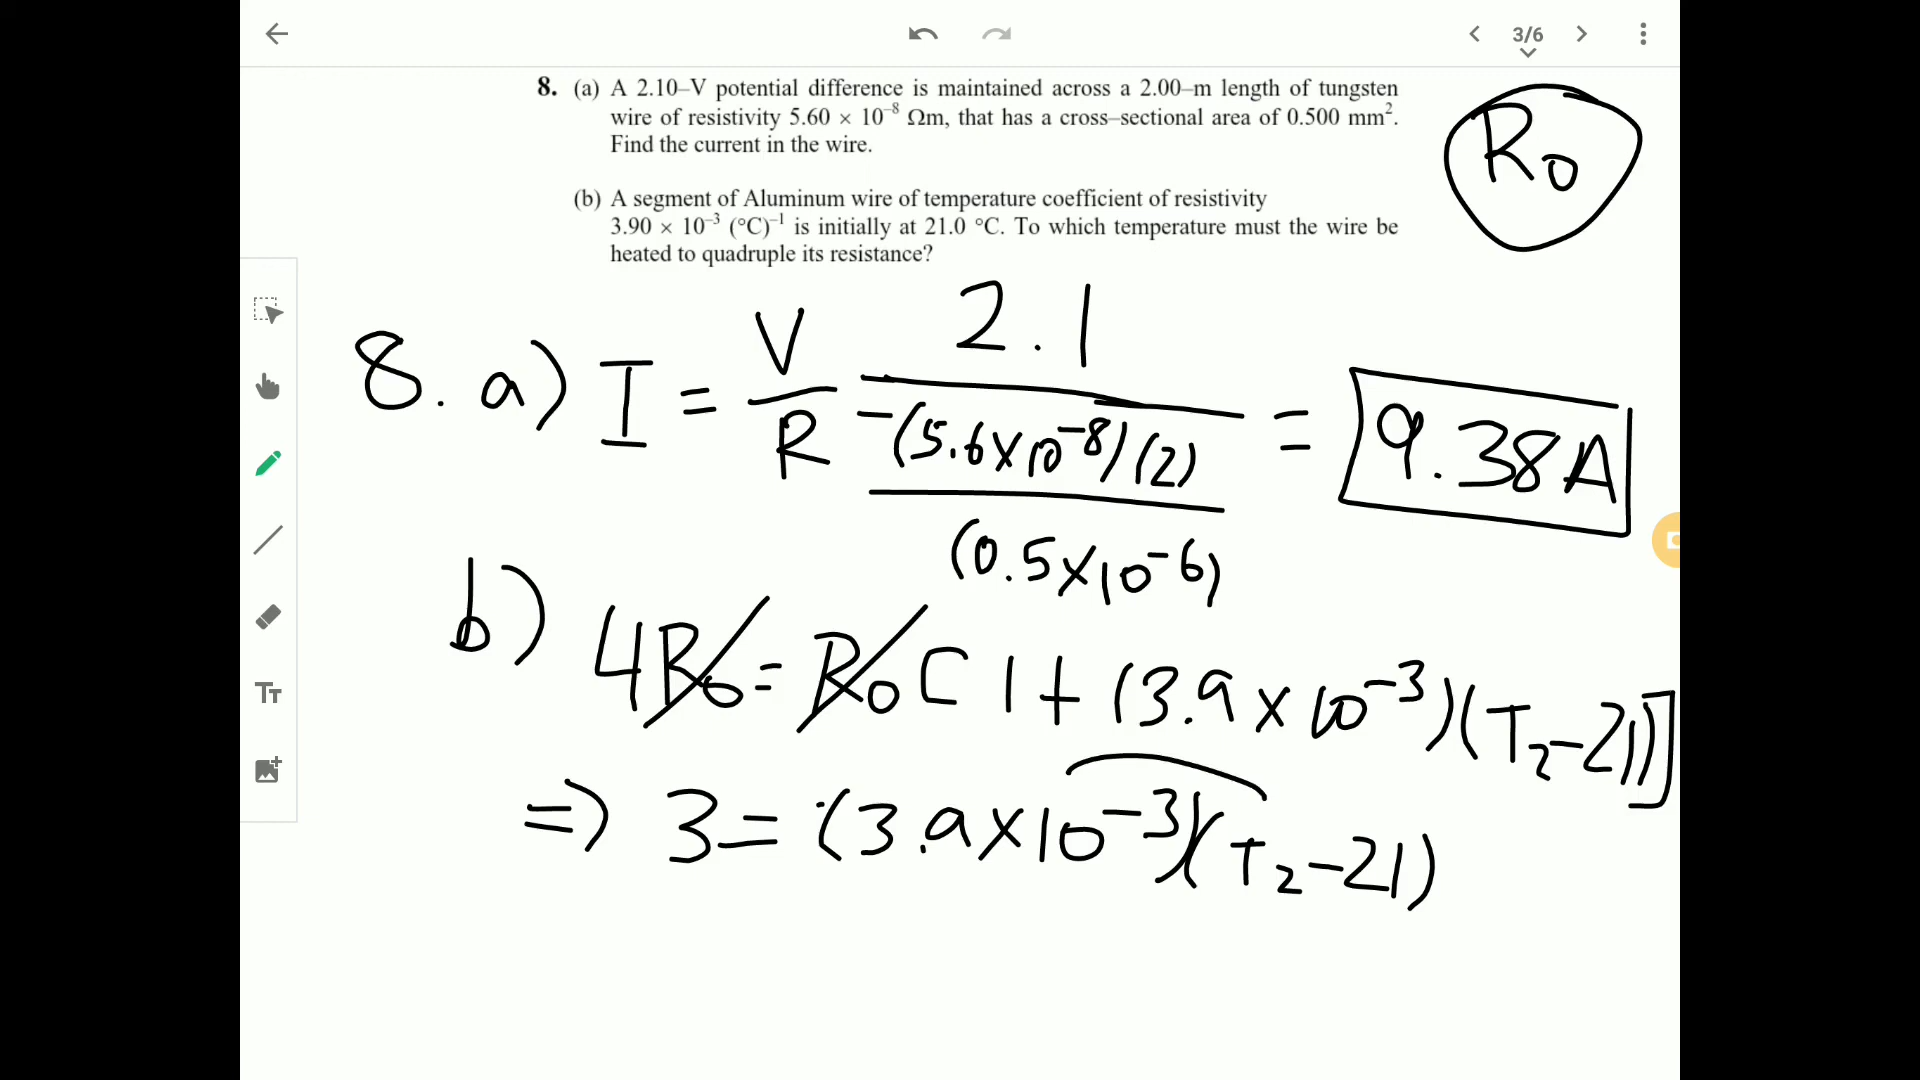 3/6
8. (a) A 2.10–V potential difference is maintained across a 2.00–m length of tungsten
wire of resistivity 5.60 × 10⁻⁸ Ωm, that has a cross–sectional area of 0.500 mm².
Find the current in the wire.
(b) A segment of Aluminum wire of temperature coefficient of resistivity
3.90 × 10⁻³ (°C)⁻¹ is initially at 21.0 °C. To which temperature must the wire be
heated to quadruple its resistance?
R₀
8. a) I = V/R = 2.1 / ((5.6×10⁻⁸)(2) / (0.5×10⁻⁶)) = 9.38A
b) 4R₀ = R₀[1 + (3.9×10⁻³)(T₂−21)]
=> 3 = (3.9×10⁻³)(T₂−21)
Tт